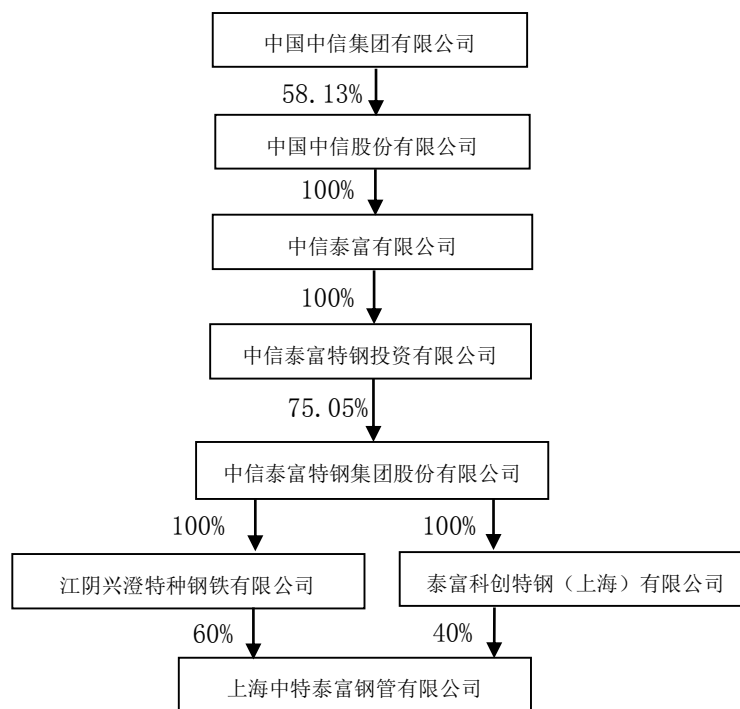 中国中信集团有限公司
58.13%
中国中信股份有限公司
100%
中信泰富有限公司
100%
中信泰富特钢投资有限公司
75.05%
中信泰富特钢集团股份有限公司
100%
100%
江阴兴澄特种钢铁有限公司
泰富科创特钢（上海）有限公司
60%
40%
上海中特泰富钢管有限公司